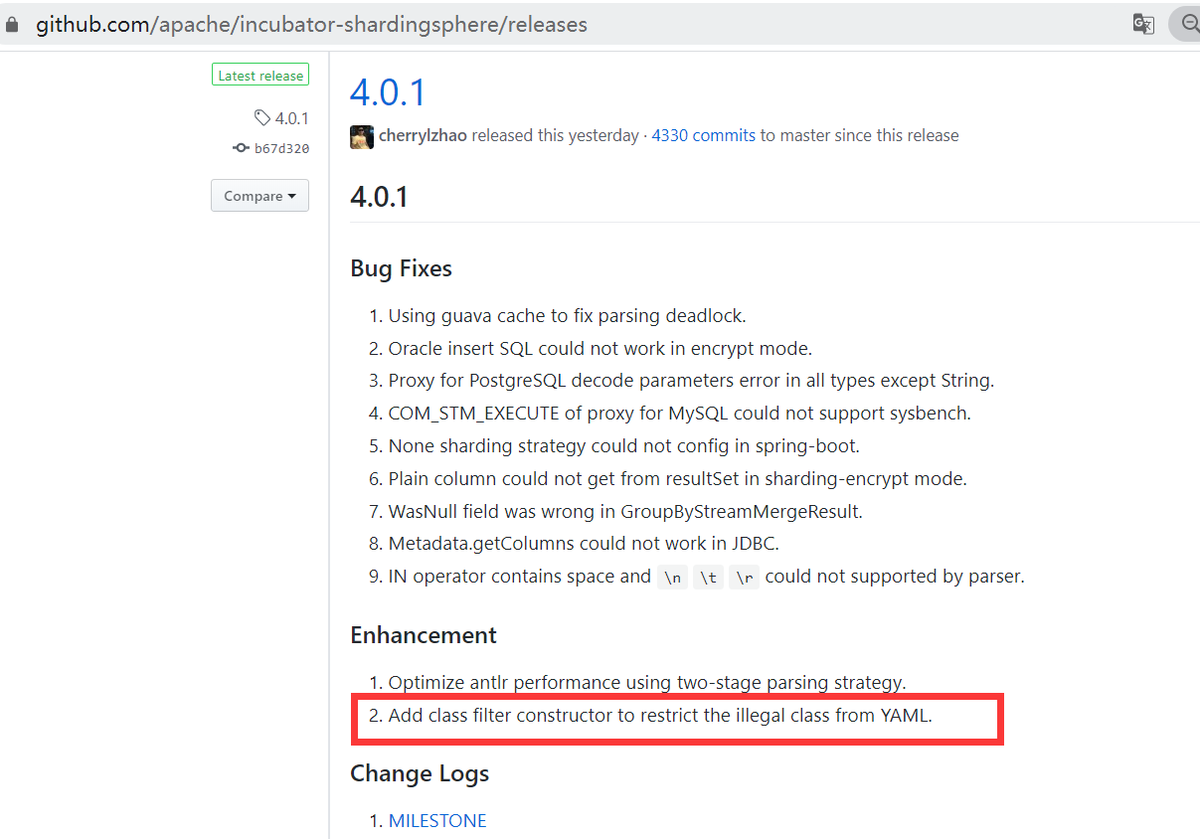 github.com/apache/incubator-shardingsphere/releases
Latest release
4.0.1
b67d320
Compare
4.0.1
cherrylzhao released this yesterday · 4330 commits to master since this release
4.0.1
Bug Fixes
1. Using guava cache to fix parsing deadlock.
2. Oracle insert SQL could not work in encrypt mode.
3. Proxy for PostgreSQL decode parameters error in all types except String.
4. COM_STM_EXECUTE of proxy for MySQL could not support sysbench.
5. None sharding strategy could not config in spring-boot.
6. Plain column could not get from resultSet in sharding-encrypt mode.
7. WasNull field was wrong in GroupByStreamMergeResult.
8. Metadata.getColumns could not work in JDBC.
9. IN operator contains space and \n \t \r could not supported by parser.
Enhancement
1. Optimize antlr performance using two-stage parsing strategy.
2. Add class filter constructor to restrict the illegal class from YAML.
Change Logs
1. MILESTONE